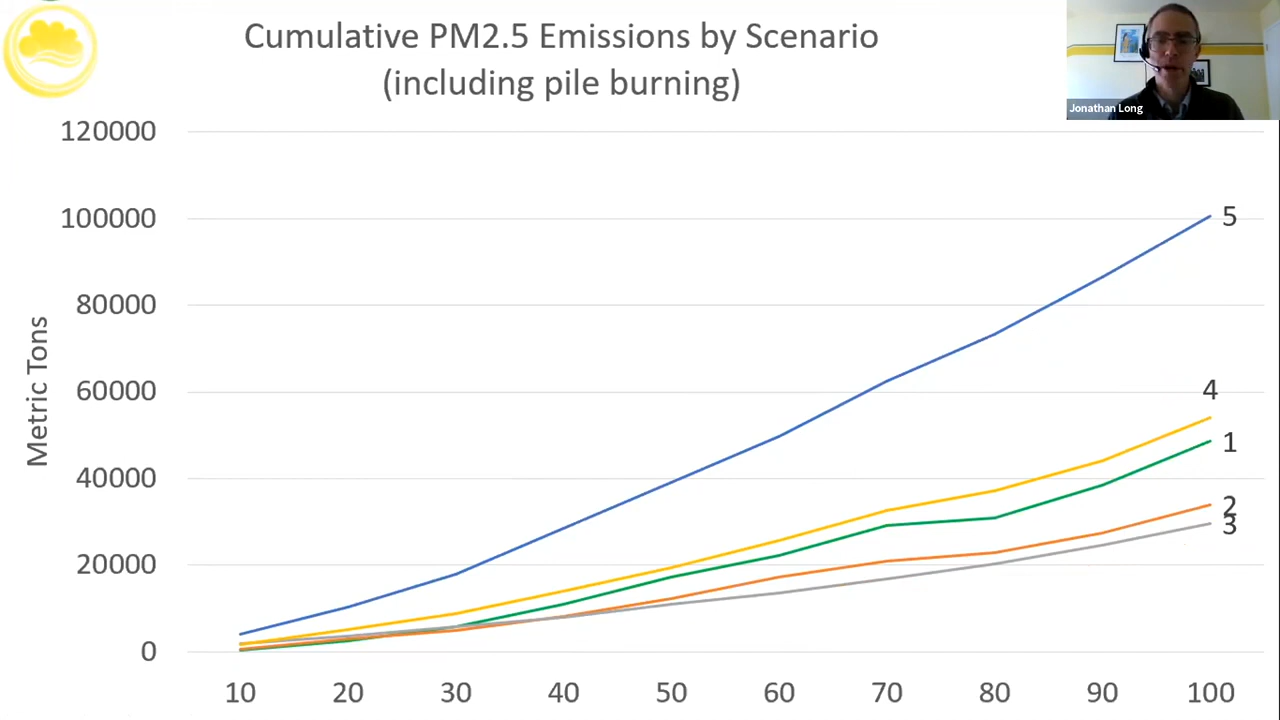 Cumulative PM2.5 Emissions by Scenario
(including pile burning)
Jonathan Long
120000
100000
80000
60000
40000
20000
0
Metric Tons
5
4
1
2
3
10 20 30 40 50 60 70 80 90 100